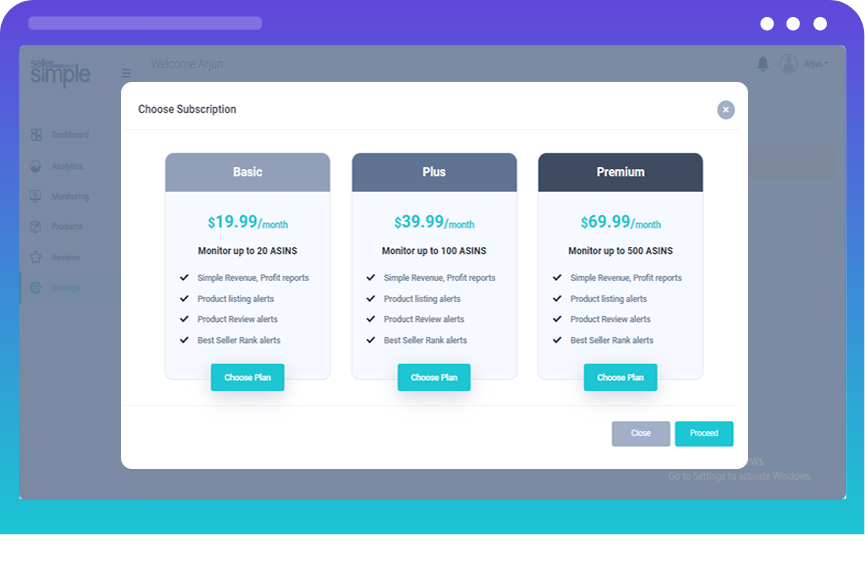 seller
simple
Welcome Arjun
Arjun
Dashboard
Analytics
Monitoring
Products
Reviews
Settings
Choose Subscription
Basic
$19.99/month
Monitor up to 20 ASINS
Simple Revenue, Profit reports
Product listing alerts
Product Review alerts
Best Seller Rank alerts
Choose Plan
Plus
$39.99/month
Monitor up to 100 ASINS
Simple Revenue, Profit reports
Product listing alerts
Product Review alerts
Best Seller Rank alerts
Choose Plan
Premium
$69.99/month
Monitor up to 500 ASINS
Simple Revenue, Profit reports
Product listing alerts
Product Review alerts
Best Seller Rank alerts
Choose Plan
Close
Proceed
Go to Settings to activate Windows.